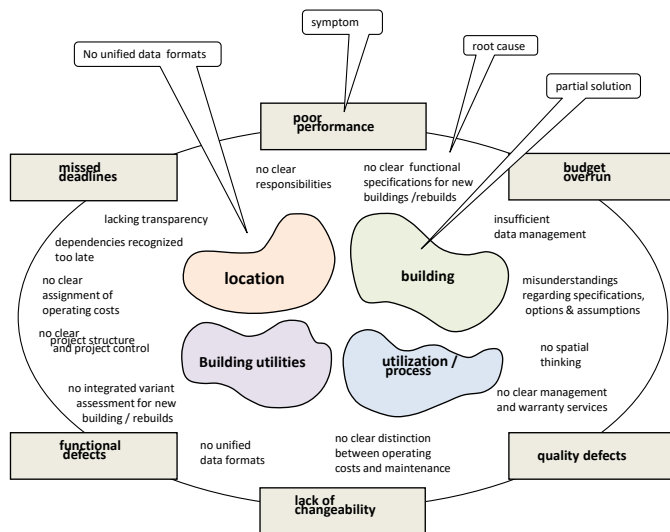 symptom
No unified data formats
root cause
partial solution
poor
performance
missed
deadlines
budget
overrun
no clear
responsibilities
no clear functional
specifications for new
buildings /rebuilds
lacking transparency
insufficient
data management
dependencies recognized
too late
location
building
no clear
assignment of
operating costs
misunderstandings
regarding specifications,
options & assumptions
no clear
project structure
and project control
Building utilities
utilization /
process
no spatial
thinking
no integrated variant
assessment for new
building / rebuilds
no clear management
and warranty services
functional
defects
no unified
data formats
no clear distinction
between operating
costs and maintenance
quality defects
lack of
changeability